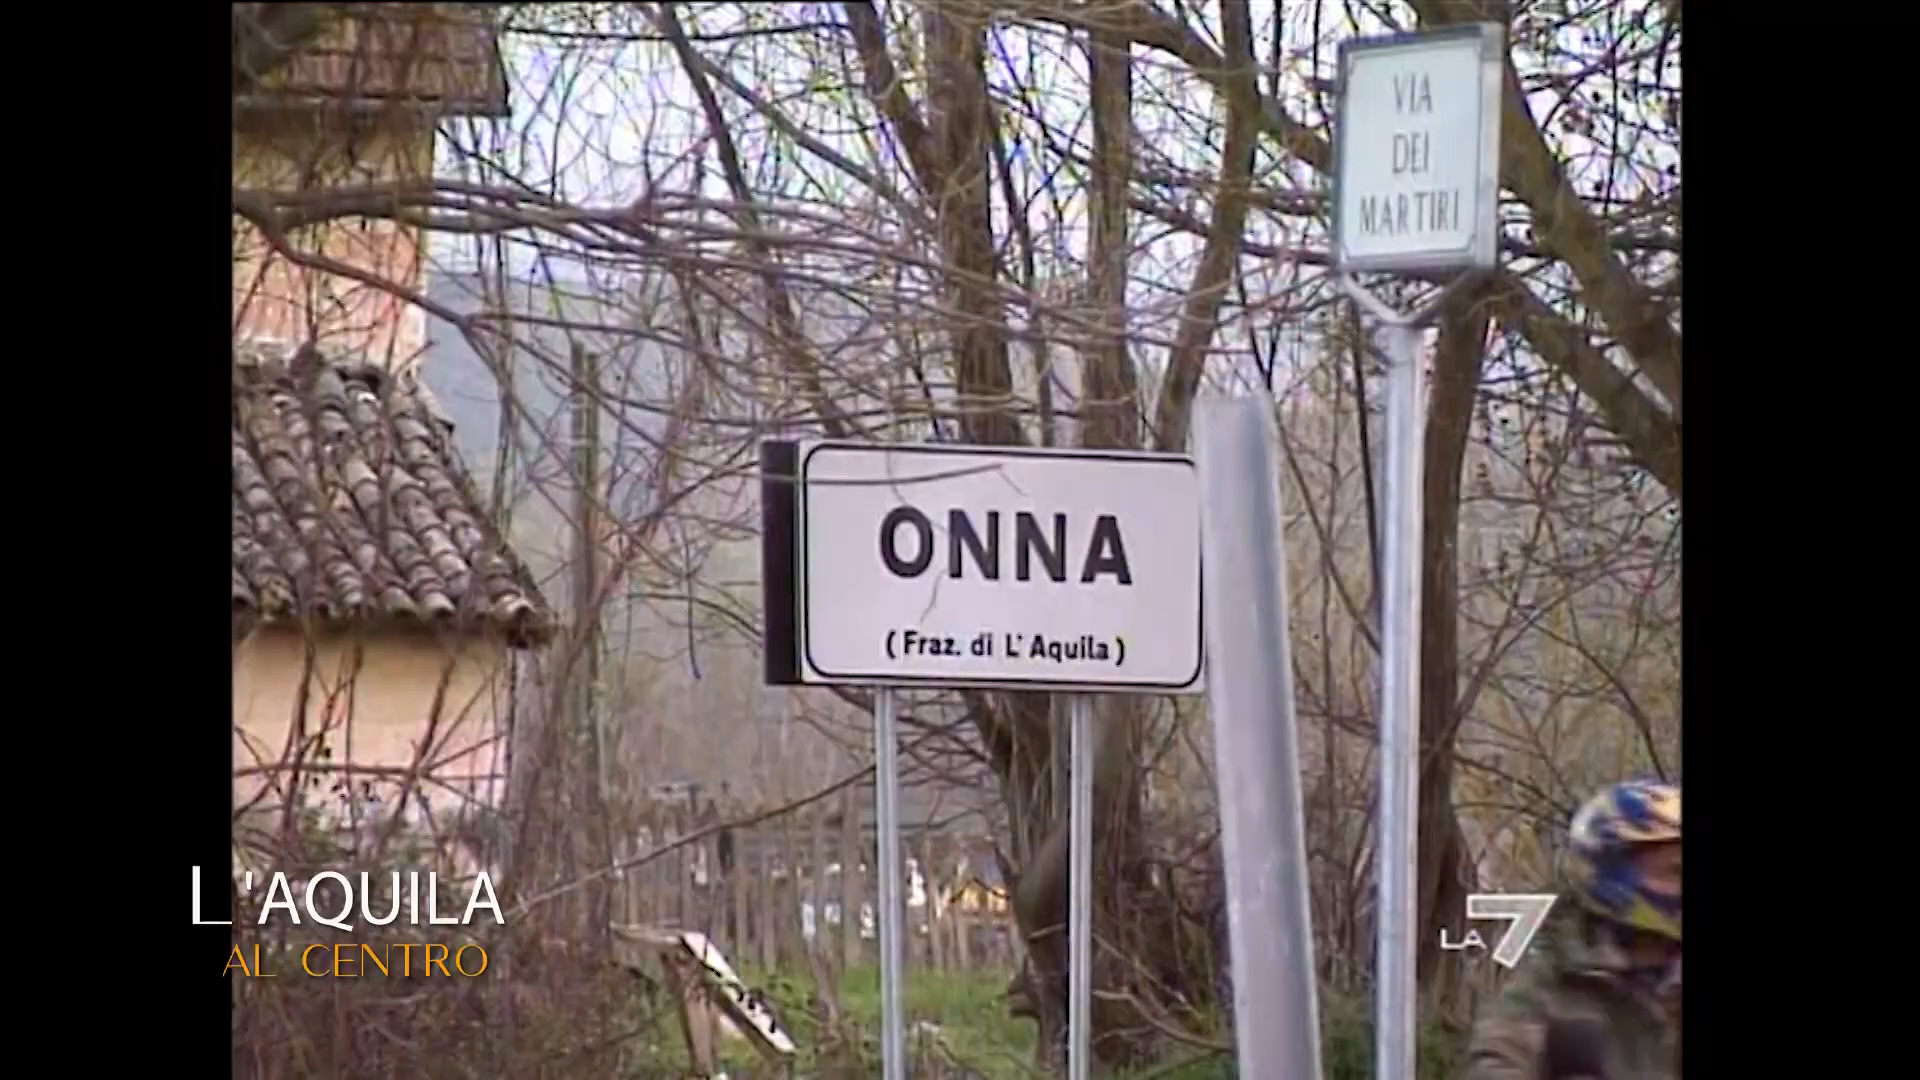 VIA
DEI
MARTIRI
ONNA
(Fraz. di L'Aquila)
L'AQUILA
AL CENTRO
LA7